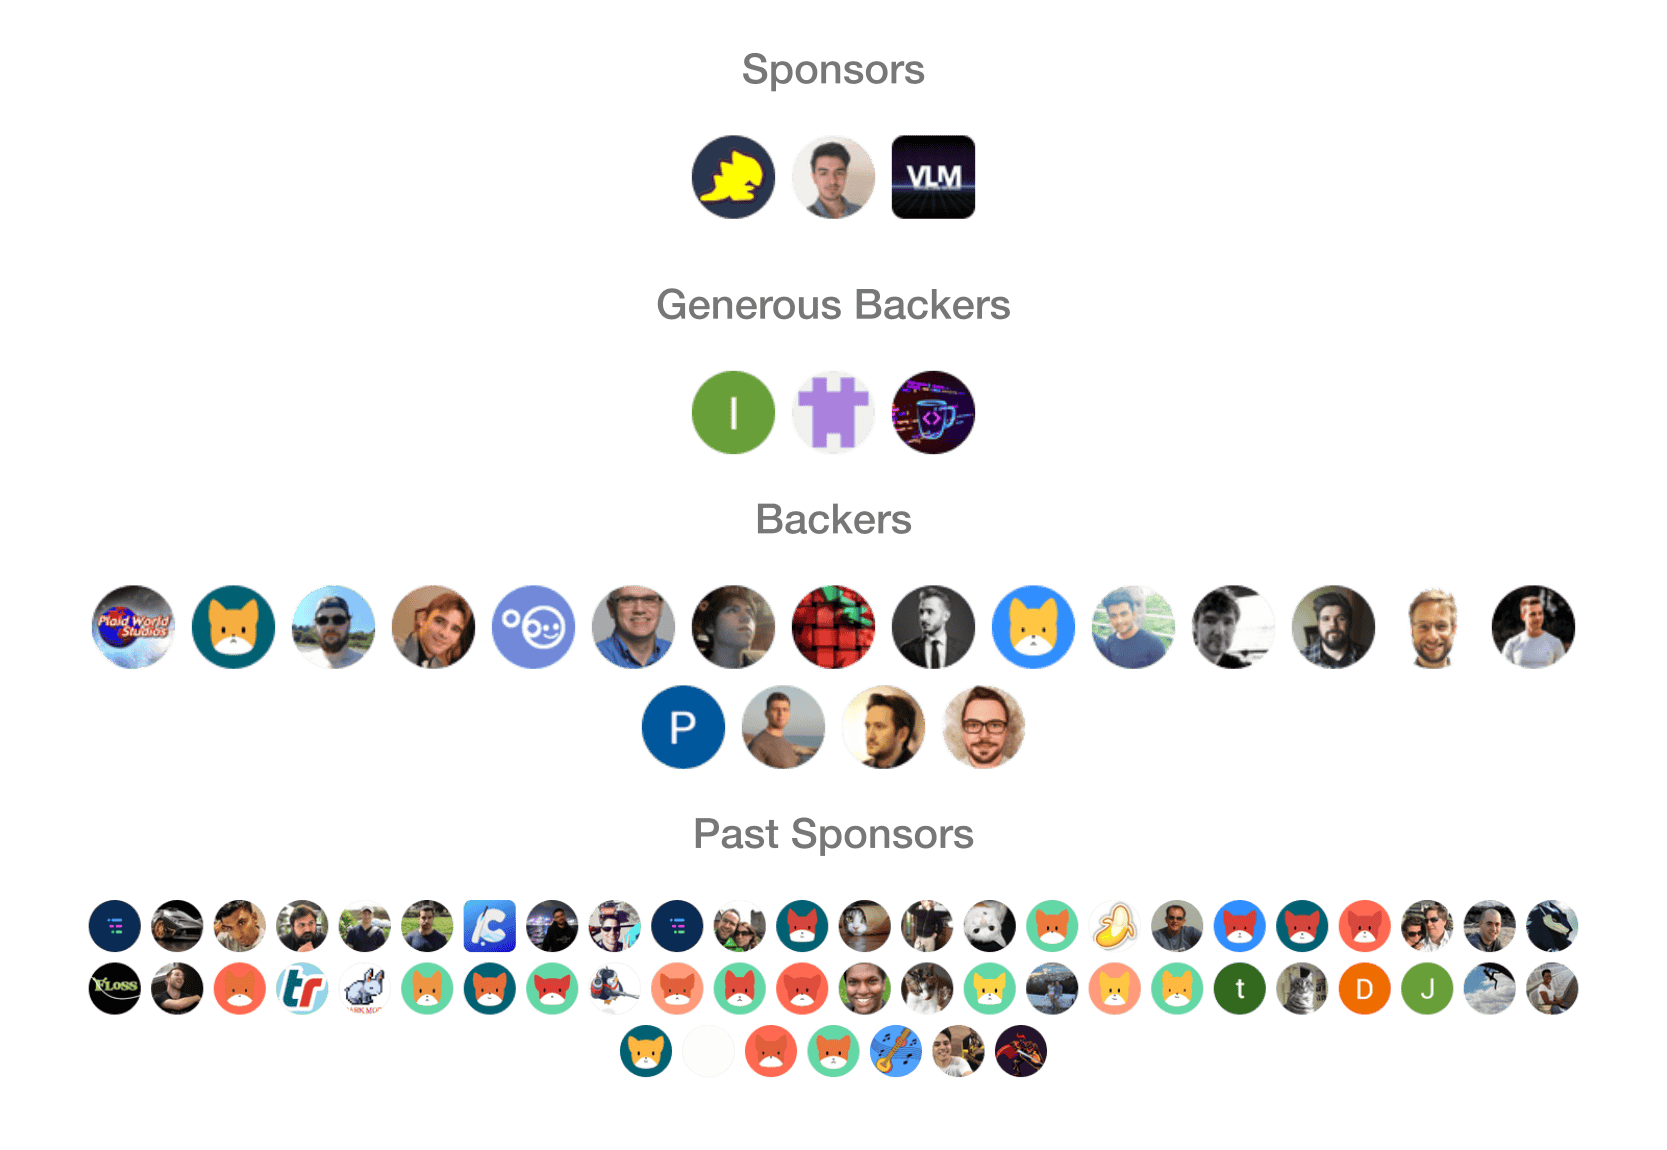 Sponsors
VLM
Generous Backers
I
Backers
Plaid World
Studios
P
Past Sponsors
C
FLOSS
tr
t
D
J